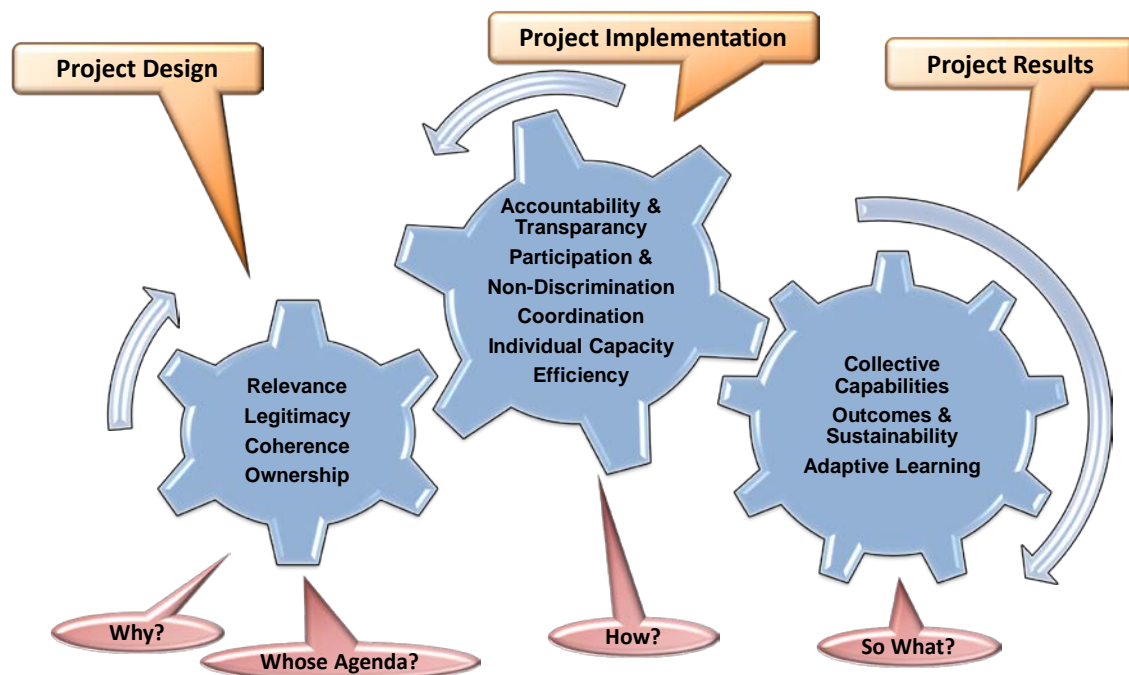 Project Design
Project Implementation
Project Results
Relevance
Legitimacy
Coherence
Ownership
Accountability &
Transparancy
Participation &
Non-Discrimination
Coordination
Individual Capacity
Efficiency
Collective
Capabilities
Outcomes &
Sustainability
Adaptive Learning
Why?
Whose Agenda?
How?
So What?